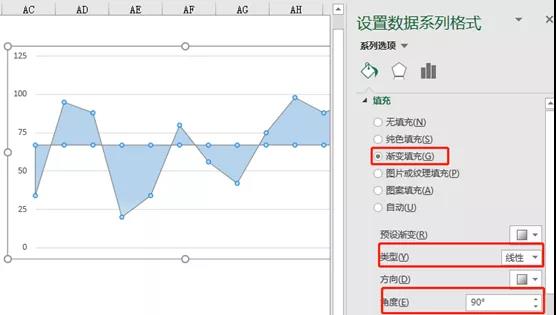 AC AD AE AF AG AH
125
100
75
50
25
0
设置数据系列格式
系列选项
填充
无填充(N)
纯色填充(S)
渐变填充(G)
图片或纹理填充(P)
图案填充(A)
自动(U)
预设渐变(R)
类型(Y) 线性
方向(D)
角度(E) 90°